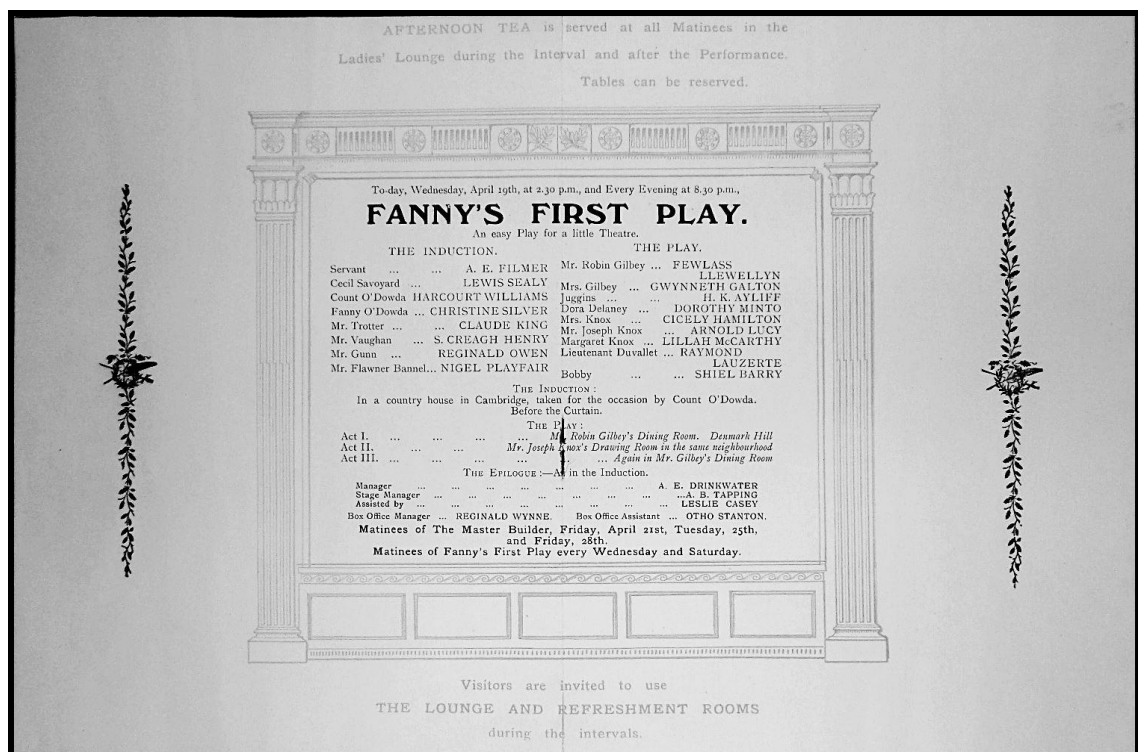 AFTERNOON TEA is served at all Matinees in the
Ladies' Lounge during the Interval and after the Performance.
Tables can be reserved.
To-day, Wednesday, April 19th, at 2.30 p.m., and Every Evening at 8.30 p.m.,
FANNY'S FIRST PLAY.
An easy Play for a little Theatre.
THE INDUCTION.
Servant ... ... A. E. FILMER
Cecil Savoyard ... LEWIS SEALY
Count O'Dowda HARCOURT WILLIAMS
Fanny O'Dowda ... CHRISTINE SILVER
Mr. Trotter ... ... CLAUDE KING
Mr. Vaughan ... S. CREAGH HENRY
Mr. Gunn ... REGINALD OWEN
Mr. Flawner Bannel... NIGEL PLAYFAIR
THE PLAY.
Mr. Robin Gilbey ... FEWLASS
LLEWELLYN
Mrs. Gilbey ... GWYNNETH GALTON
Juggins ... ... H. K. AYLIFF
Dora Delaney ... DOROTHY MINTO
Mrs. Knox ... CICELY HAMILTON
Mr. Joseph Knox ... ARNOLD LUCY
Margaret Knox ... LILLAH McCARTHY
Lieutenant Duvallet ... RAYMOND
LAUZERTE
Bobby ... ... SHIEL BARRY
THE INDUCTION:
In a country house in Cambridge, taken for the occasion by Count O'Dowda.
Before the Curtain.
THE PLAY:
Act I. ... ... ... ... Mr. Robin Gilbey's Dining Room. Denmark Hill
Act II. ... ... ... Mr. Joseph Knox's Drawing Room in the same neighbourhood
Act III. ... ... ... ... ... ... Again in Mr. Gilbey's Dining Room
THE EPILOGUE:—As in the Induction.
Manager ... ... ... ... ... ... ... A. E. DRINKWATER
Stage Manager ... ... ... ... ... ... ... ...A. B. TAPPING
Assisted by ... ... ... ... ... ... ... ... LESLIE CASEY
Box Office Manager ... REGINALD WYNNE. Box Office Assistant ... OTHO STANTON.
Matinees of The Master Builder, Friday, April 21st, Tuesday, 25th,
and Friday, 28th.
Matinees of Fanny's First Play every Wednesday and Saturday.
Visitors are invited to use
THE LOUNGE AND REFRESHMENT ROOMS
during the intervals.